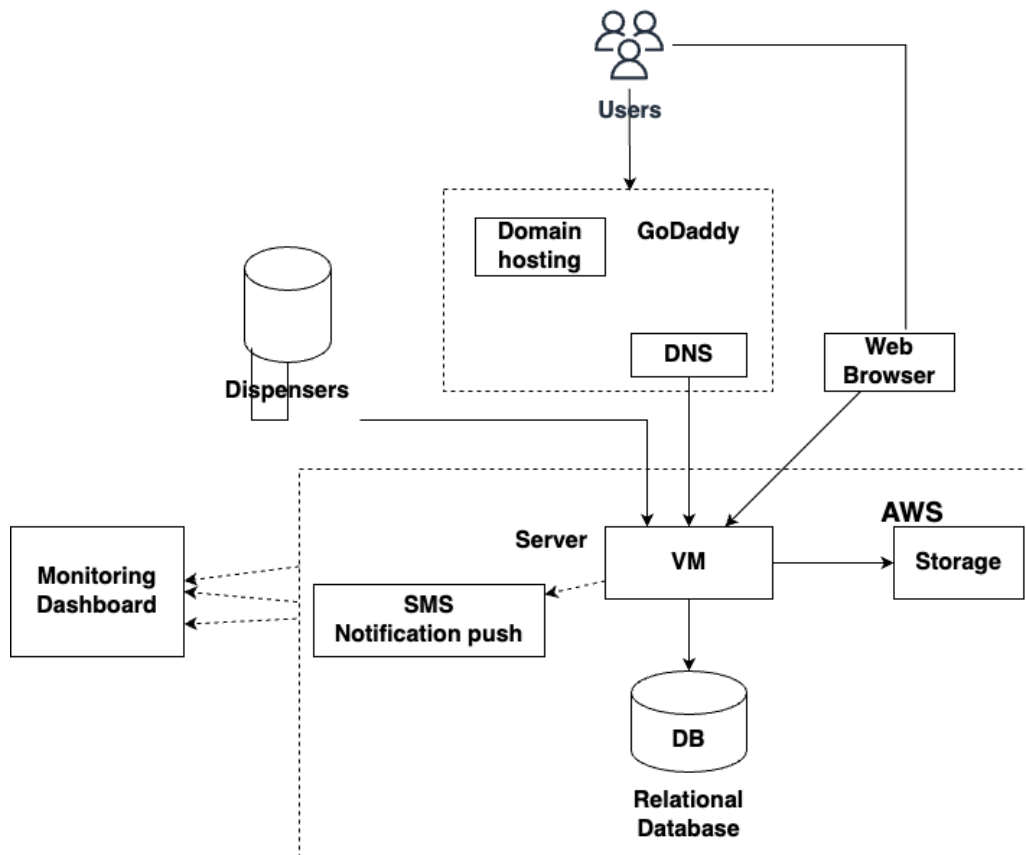 Users
Domain
hosting
GoDaddy
DNS
Web
Browser
Dispensers
AWS
Server
VM
Storage
Monitoring
Dashboard
SMS
Notification push
DB
Relational
Database